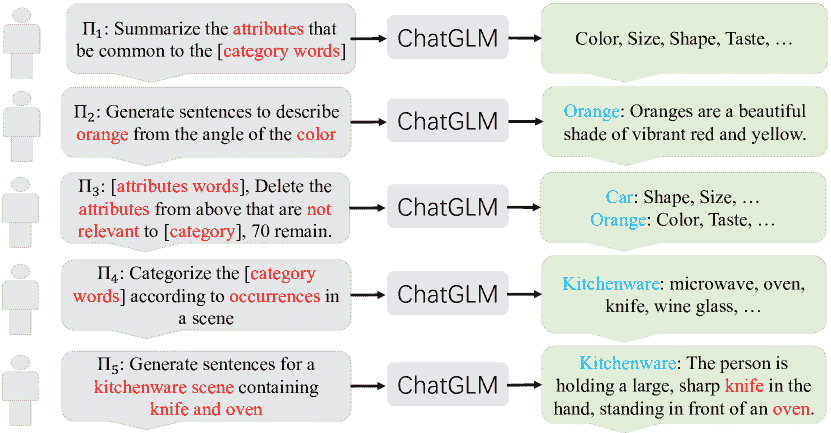 Π₁: Summarize the attributes that
be common to the [category words]
ChatGLM
Color, Size, Shape, Taste, …
Π₂: Generate sentences to describe
orange from the angle of the color
ChatGLM
Orange: Oranges are a beautiful
shade of vibrant red and yellow.
Π₃: [attributes words], Delete the
attributes from above that are not
relevant to [category], 70 remain.
ChatGLM
Car: Shape, Size, …
Orange: Color, Taste, …
Π₄: Categorize the [category
words] according to occurrences in
a scene
ChatGLM
Kitchenware: microwave, oven,
knife, wine glass, …
Π₅: Generate sentences for a
kitchenware scene containing
knife and oven
ChatGLM
Kitchenware: The person is
holding a large, sharp knife in the
hand, standing in front of an oven.